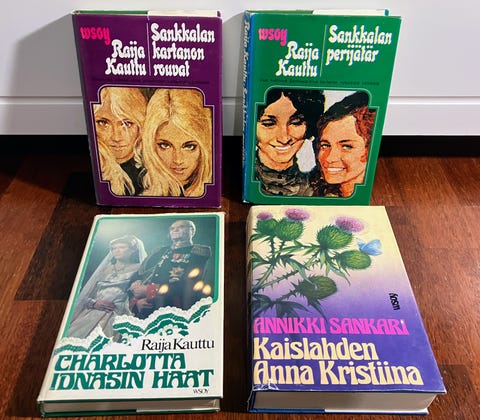 wsoy
Raija
Kauttu
Sankkalan
kartanon
rouvat
wsoy
Raija
Kauttu
Sankkalan
perijätär
Raija Kauttu
CHARLOTTA
IDNASIN HÄÄT
WSOY
wsoy
ANNIKKI SANKARI
Kaislahden
Anna Kristiina